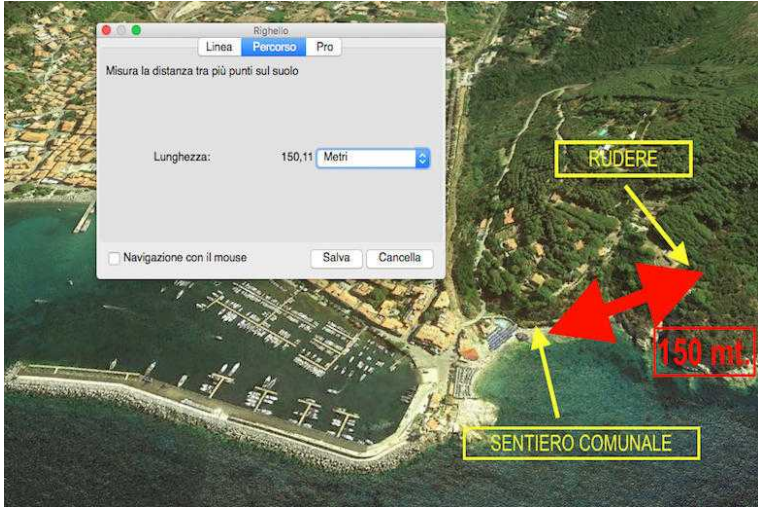 Righello
Linea Percorso Pro
Misura la distanza tra più punti sul suolo
Lunghezza: 150,11 Metri
Navigazione con il mouse Salva Cancella
RUDERE
150 mt.
SENTIERO COMUNALE